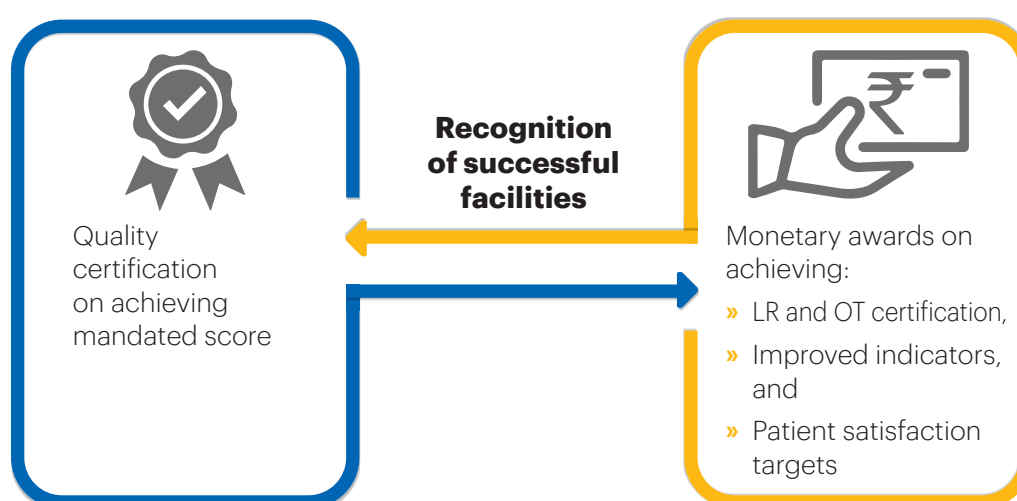 Recognition
of successful
facilities
₹
Quality
certification
on achieving
mandated score
Monetary awards on
achieving:
» LR and OT certification,
» Improved indicators,
and
» Patient satisfaction
targets